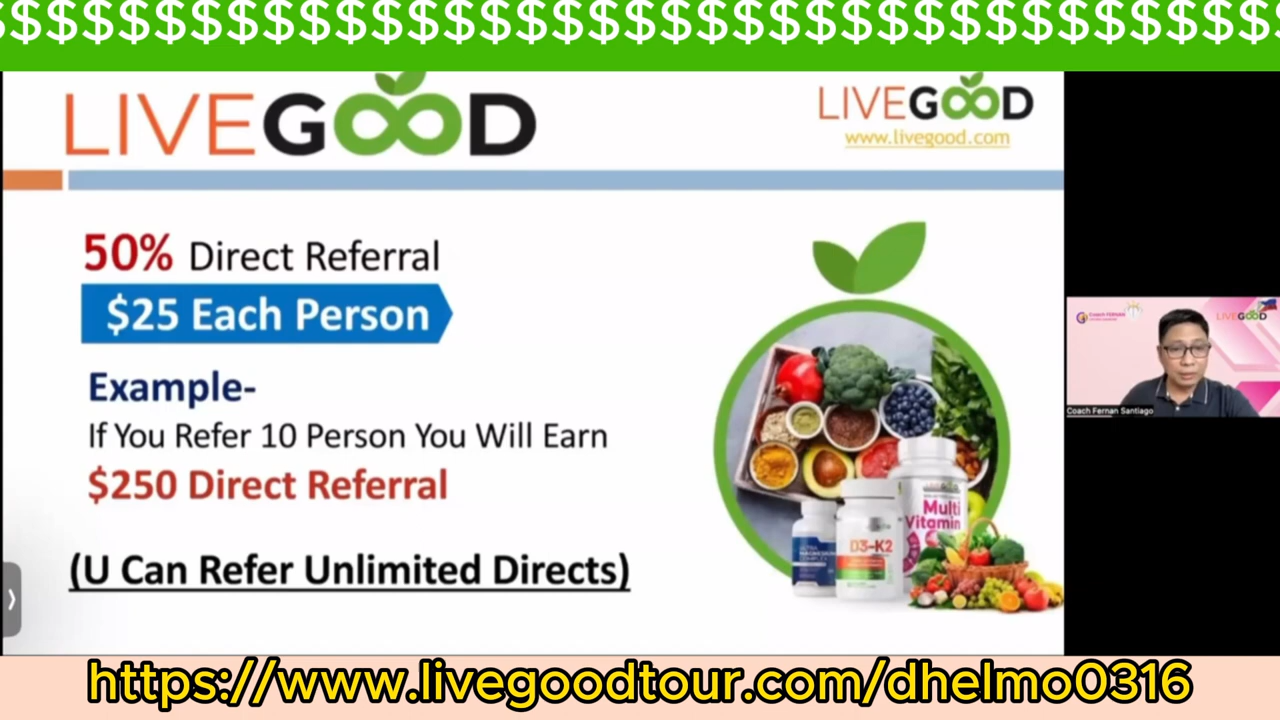 $$$$$$$$$$$$$$$$$$$$$$$$$$$$$$$$$$$
LIVEGOOD
LIVEGOOD
www.livegood.com
50% Direct Referral
$25 Each Person
Example-
If You Refer 10 Person You Will Earn
$250 Direct Referral
(U Can Refer Unlimited Directs)
Multi
Vitamin
D3-K2
LIVEGOOD
Coach Fernan Santiago
https://www.livegoodtour.com/dhelmo0316